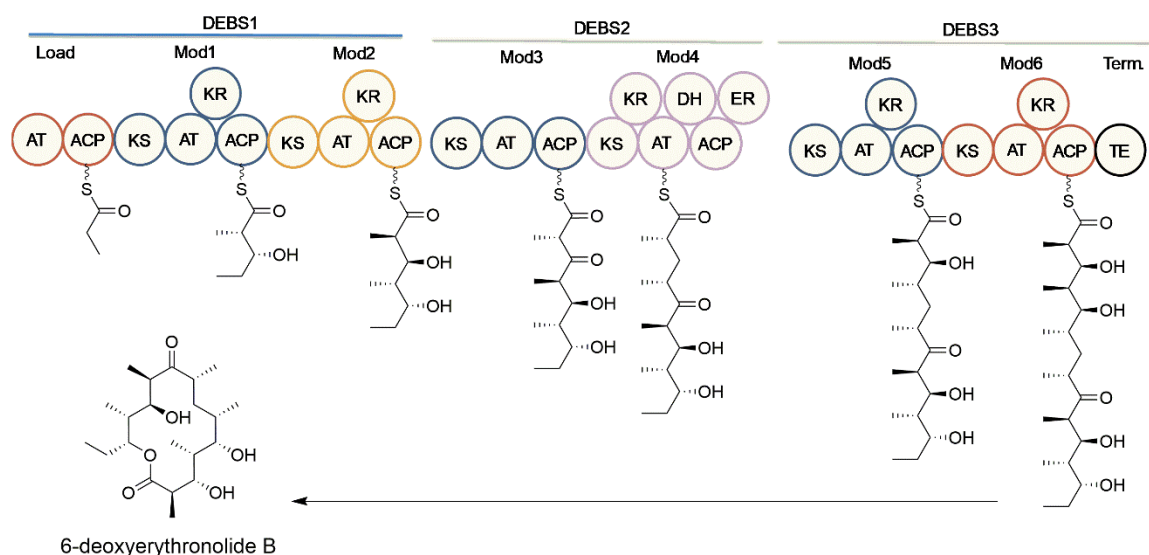 DEBS1 DEBS2 DEBS3
Load Mod1 Mod2 Mod3 Mod4 Mod5 Mod6 Term.
KR KR KR DH ER KR KR
AT ACP KS AT ACP KS AT ACP KS AT ACP KS AT ACP KS AT ACP KS AT ACP TE
S S S S S S S
O O O O O O O
OH OH O OH OH
OH OH O O
OH OH OH
O OH OH O
OH OH OH
O OH OH
O OH OH
6-deoxyerythronolide B